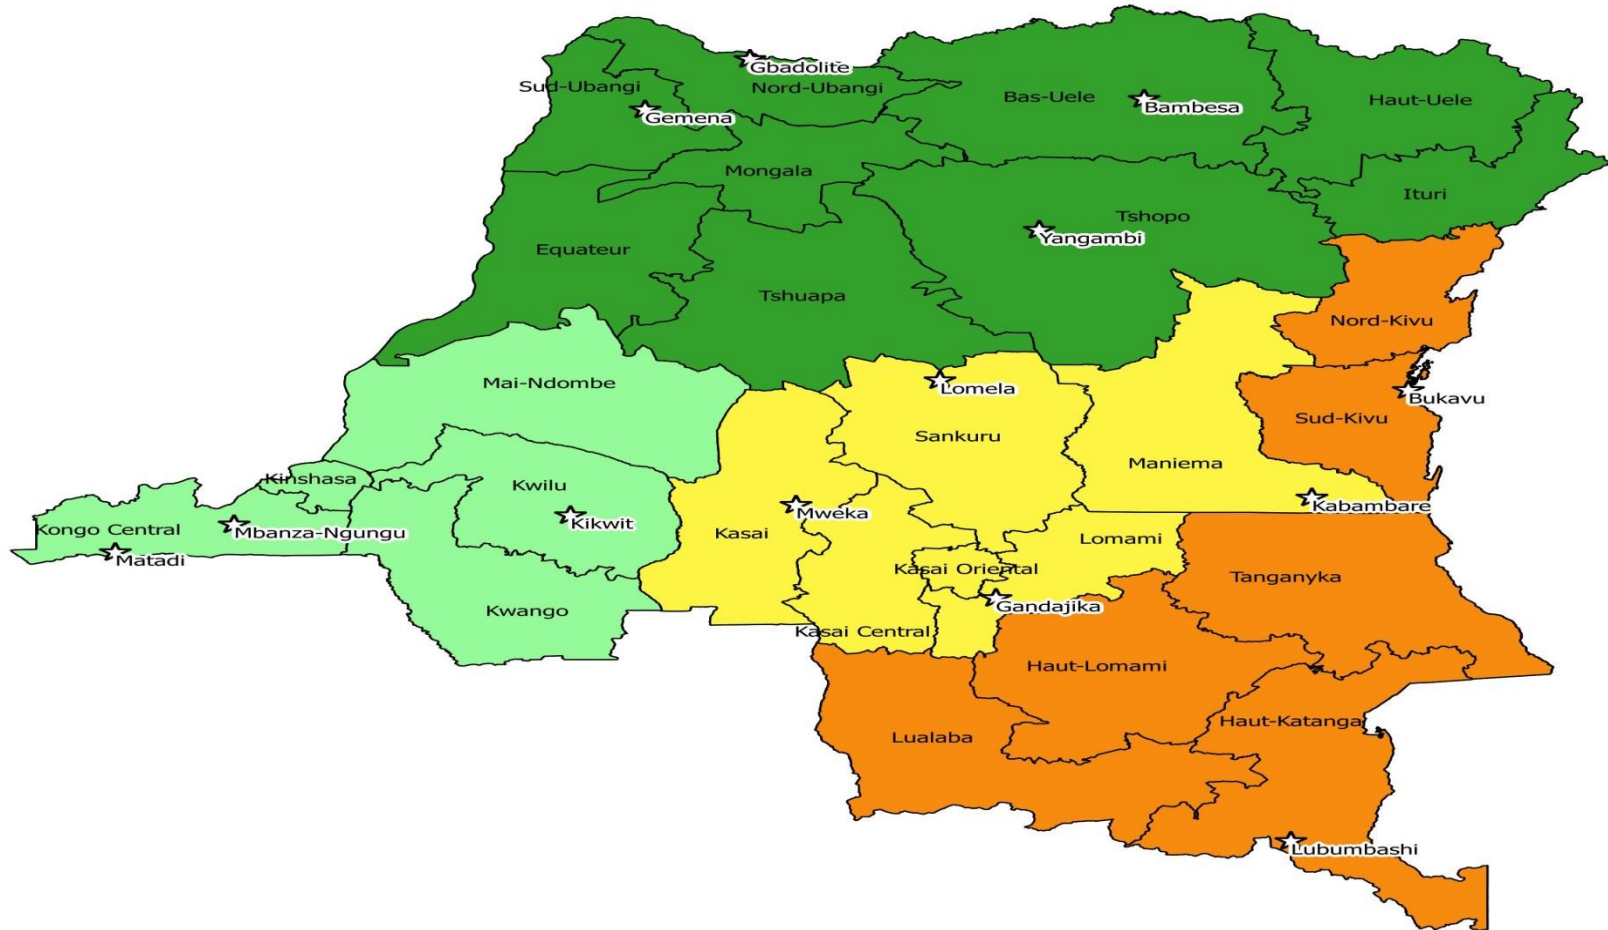 Gbadolite
Sud-Ubangi
Nord-Ubangi
Bas-Uele
Bambesa
Haut-Uele
Gemena
Mongala
Ituri
Tshopo
Yangambi
Equateur
Tshuapa
Nord-Kivu
Mai-Ndombe
Lomela
Bukavu
Sud-Kivu
Sankuru
Maniema
Kinshasa
Kwilu
Kabambare
Mweka
Kongo Central
Mbanza-Ngungu
Kikwit
Kasai
Lomami
Matadi
Kasai Oriental
Tanganyka
Kwango
Gandajika
Kasai Central
Haut-Lomami
Haut-Katanga
Lualaba
Lubumbashi